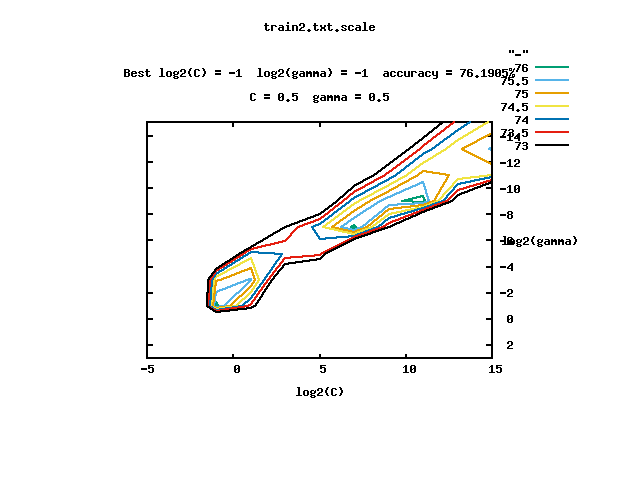 train2.txt.scale
"-"
Best log2(C) = -1 log2(gamma) = -1 accuracy = 76.1905%
76
75.5
C = 0.5 gamma = 0.5
75
74.5
74
73.5
73
-14
-12
-10
-8
-6
log2(gamma)
-4
-2
0
2
-5 0 5 10 15
log2(C)